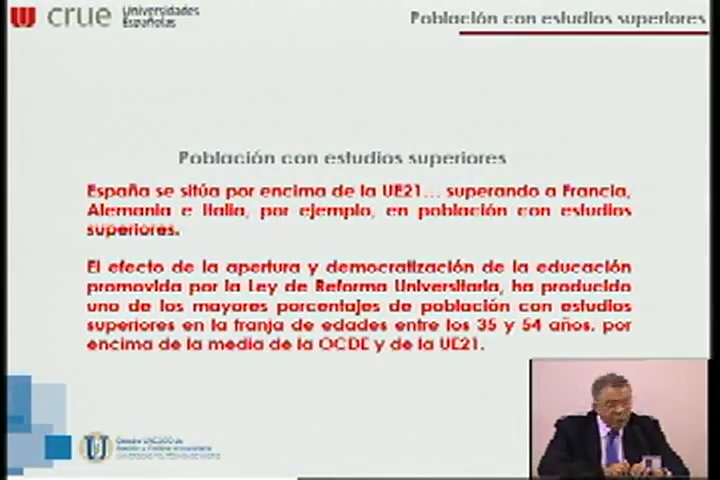 crue Universidades
Españolas
Población con estudios superiores
Población con estudios superiores
España se sitúa por encima de la UE21... superando a Francia,
Alemania e Italia, por ejemplo, en población con estudios
superiores.
El efecto de la apertura y democratización de la educación
promovida por la Ley de Reforma Universitaria, ha producido
uno de los mayores porcentajes de población con estudios
superiores en la franja de edades entre los 35 y 54 años, por
encima de la media de la OCDE y de la UE21.
Cátedra UNESCO de